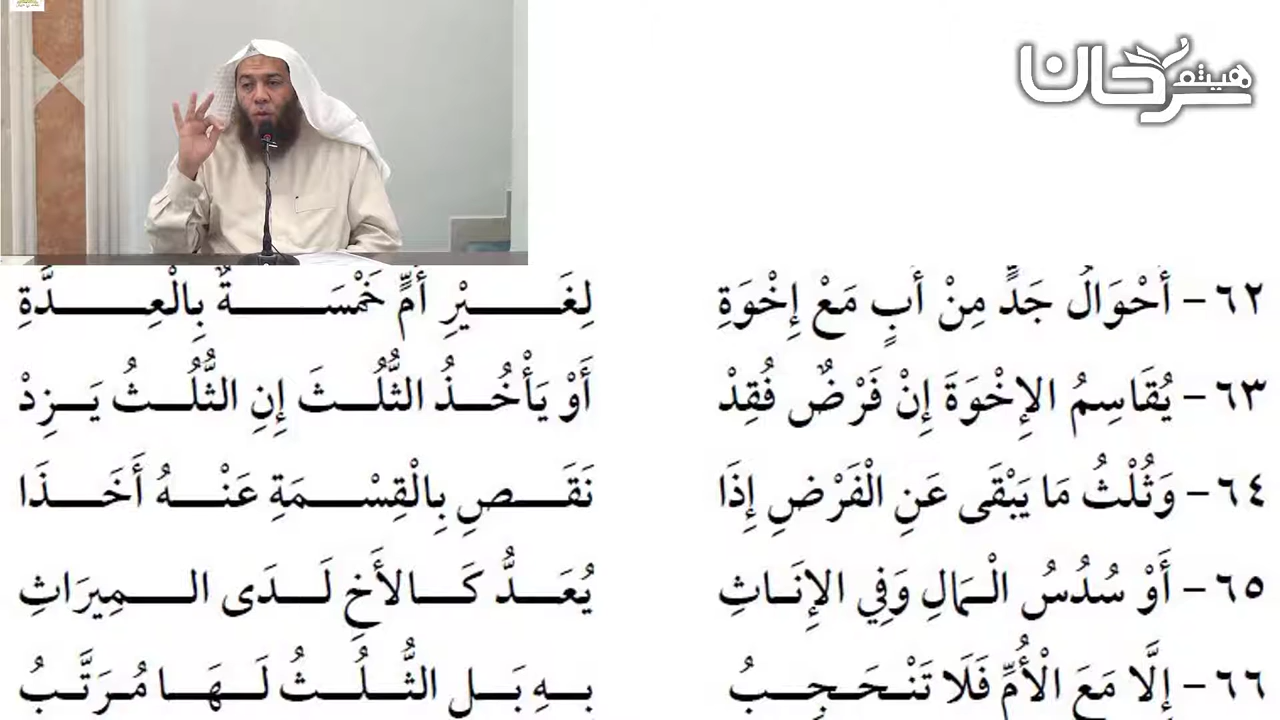 هيثم سرحان
٦٢ - أَحْوَالُ جَدٍّ مِنْ أَبٍ مَعْ إِخْوَةِ لِغَيْرِ أُمٍّ خَمْسَةٌ بِالْعِدَّةِ
٦٣ - يُقَاسِمُ الإِخْوَةَ إِنْ فَرْضٌ فُقِدْ أَوْ يَأْخُذُ الثُّلُثَ إِنِ الثُّلُثُ يَزِدْ
٦٤ - وَثُلْثُ مَا يَبْقَى عَنِ الْفَرْضِ إِذَا نَقَصِ بِالْقِسْمَةِ عَنْهُ أَخَذَا
٦٥ - أَوْ سُدُسُ الْمَالِ وَفِي الإِنَاثِ يُعَدُّ كَالأَخِ لَدَى الْمِيرَاثِ
٦٦ - إِلَّا مَعَ الْأُمِّ فَلَا تَنْحَجِبُ بِهِ بَلِ الثُّلُثُ لَهَا مُرَتَّبُ